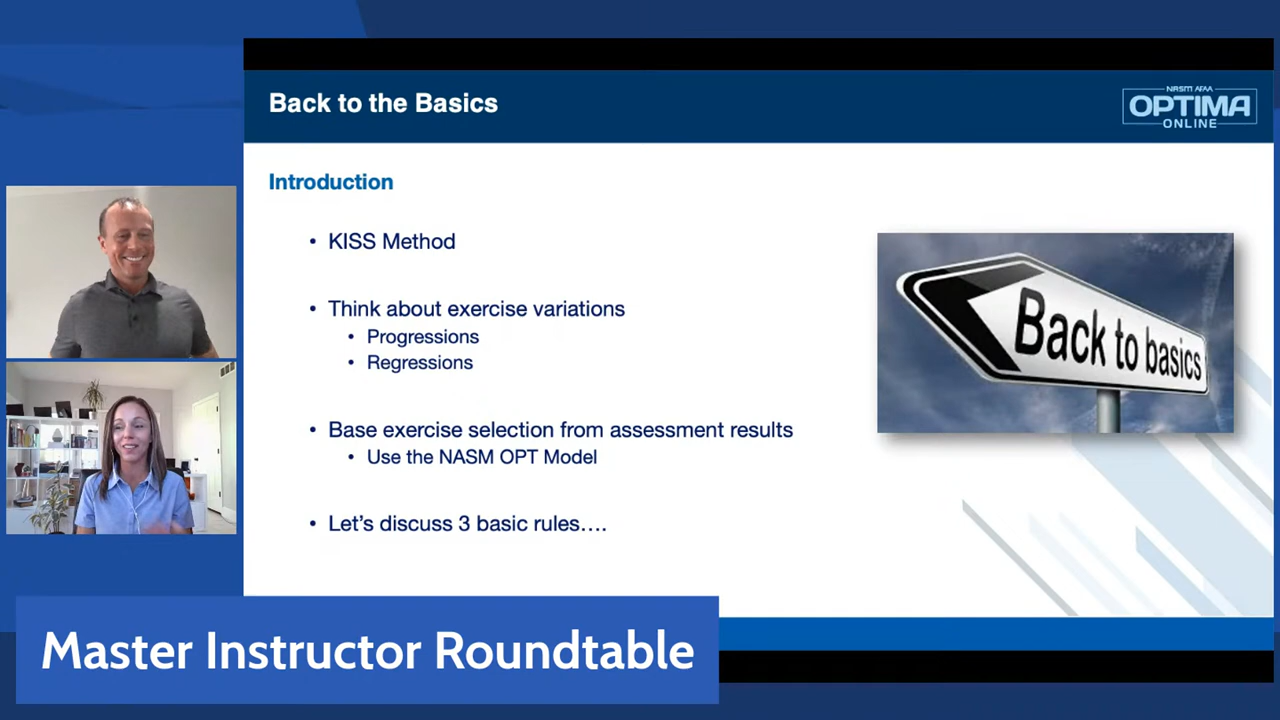 Back to the Basics
NASM AFAA
OPTIMA
ONLINE
Introduction
• KISS Method
• Think about exercise variations
• Progressions
• Regressions
• Base exercise selection from assessment results
• Use the NASM OPT Model
• Let's discuss 3 basic rules....
Back to basics
Master Instructor Roundtable